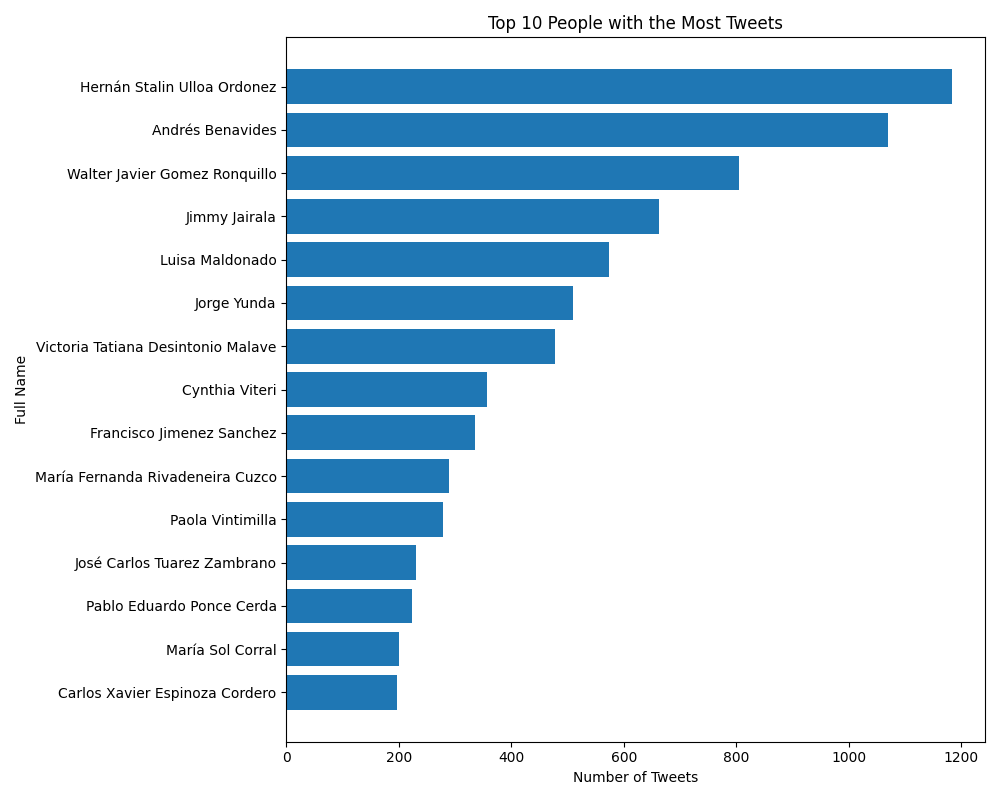 Top 10 People with the Most Tweets
Full Name
Hernán Stalin Ulloa Ordonez
Andrés Benavides
Walter Javier Gomez Ronquillo
Jimmy Jairala
Luisa Maldonado
Jorge Yunda
Victoria Tatiana Desintonio Malave
Cynthia Viteri
Francisco Jimenez Sanchez
María Fernanda Rivadeneira Cuzco
Paola Vintimilla
José Carlos Tuarez Zambrano
Pablo Eduardo Ponce Cerda
María Sol Corral
Carlos Xavier Espinoza Cordero
0 200 400 600 800 1000 1200
Number of Tweets